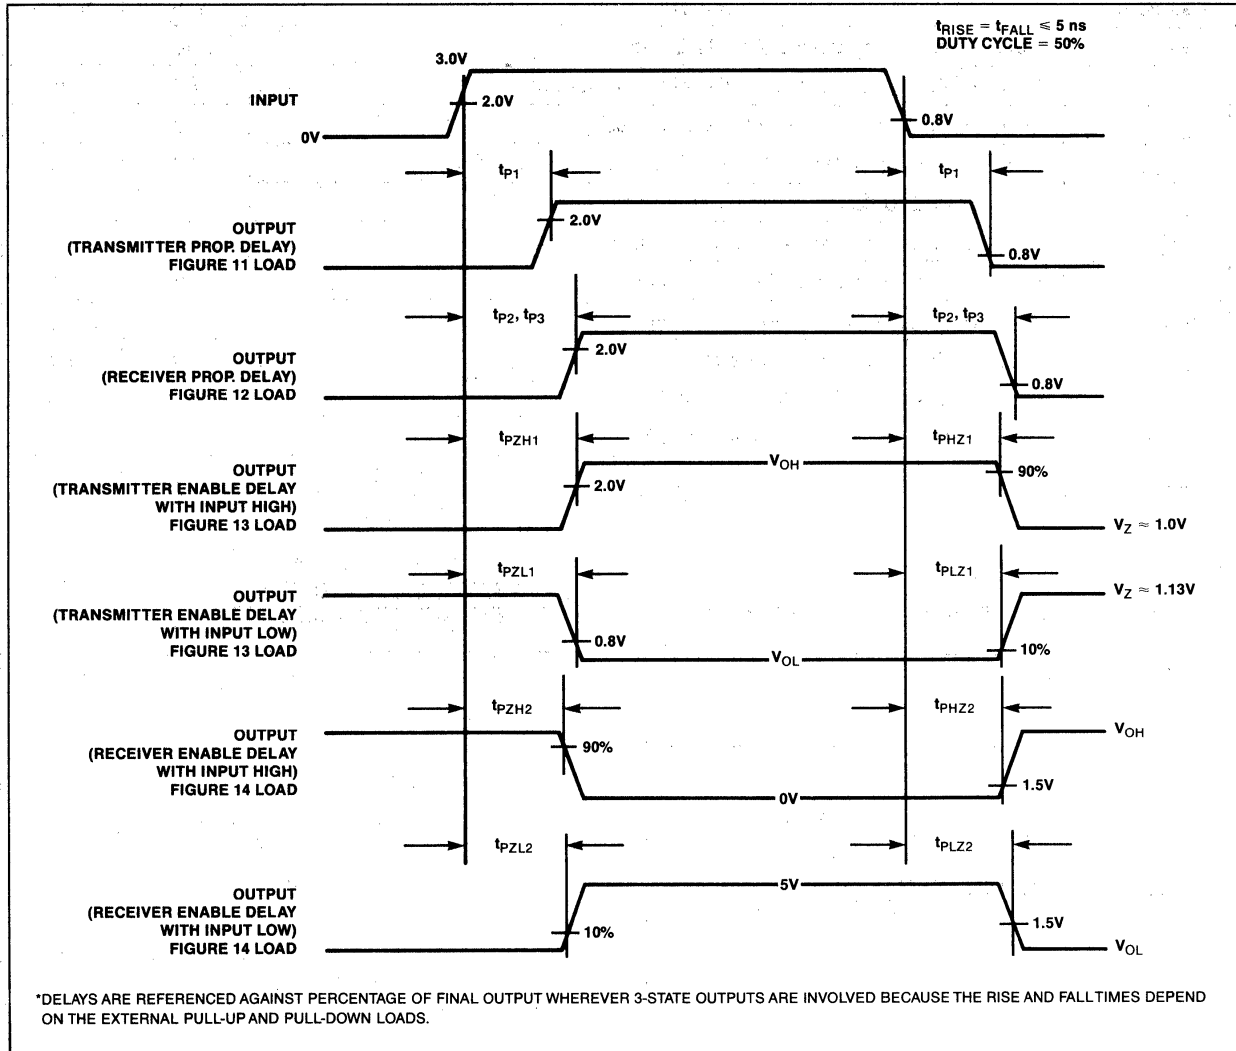 tRISE = tFALL ≤ 5 ns
DUTY CYCLE = 50%
3.0V
INPUT
2.0V
0.8V
0V
tP1
tP1
OUTPUT
(TRANSMITTER PROP. DELAY)
FIGURE 11 LOAD
2.0V
0.8V
tP2, tP3
tP2, tP3
OUTPUT
(RECEIVER PROP. DELAY)
FIGURE 12 LOAD
2.0V
0.8V
tPZH1
tPHZ1
OUTPUT
(TRANSMITTER ENABLE DELAY
WITH INPUT HIGH)
FIGURE 13 LOAD
VOH
2.0V
90%
VZ ≈ 1.0V
tPZL1
tPLZ1
OUTPUT
(TRANSMITTER ENABLE DELAY
WITH INPUT LOW)
FIGURE 13 LOAD
VZ ≈ 1.13V
0.8V
VOL
10%
tPZH2
tPHZ2
OUTPUT
(RECEIVER ENABLE DELAY
WITH INPUT HIGH)
FIGURE 14 LOAD
VOH
90%
0V
1.5V
tPZL2
tPLZ2
OUTPUT
(RECEIVER ENABLE DELAY
WITH INPUT LOW)
FIGURE 14 LOAD
5V
10%
1.5V
VOL
*DELAYS ARE REFERENCED AGAINST PERCENTAGE OF FINAL OUTPUT WHEREVER 3-STATE OUTPUTS ARE INVOLVED BECAUSE THE RISE AND FALL TIMES DEPEND
ON THE EXTERNAL PULL-UP AND PULL-DOWN LOADS.